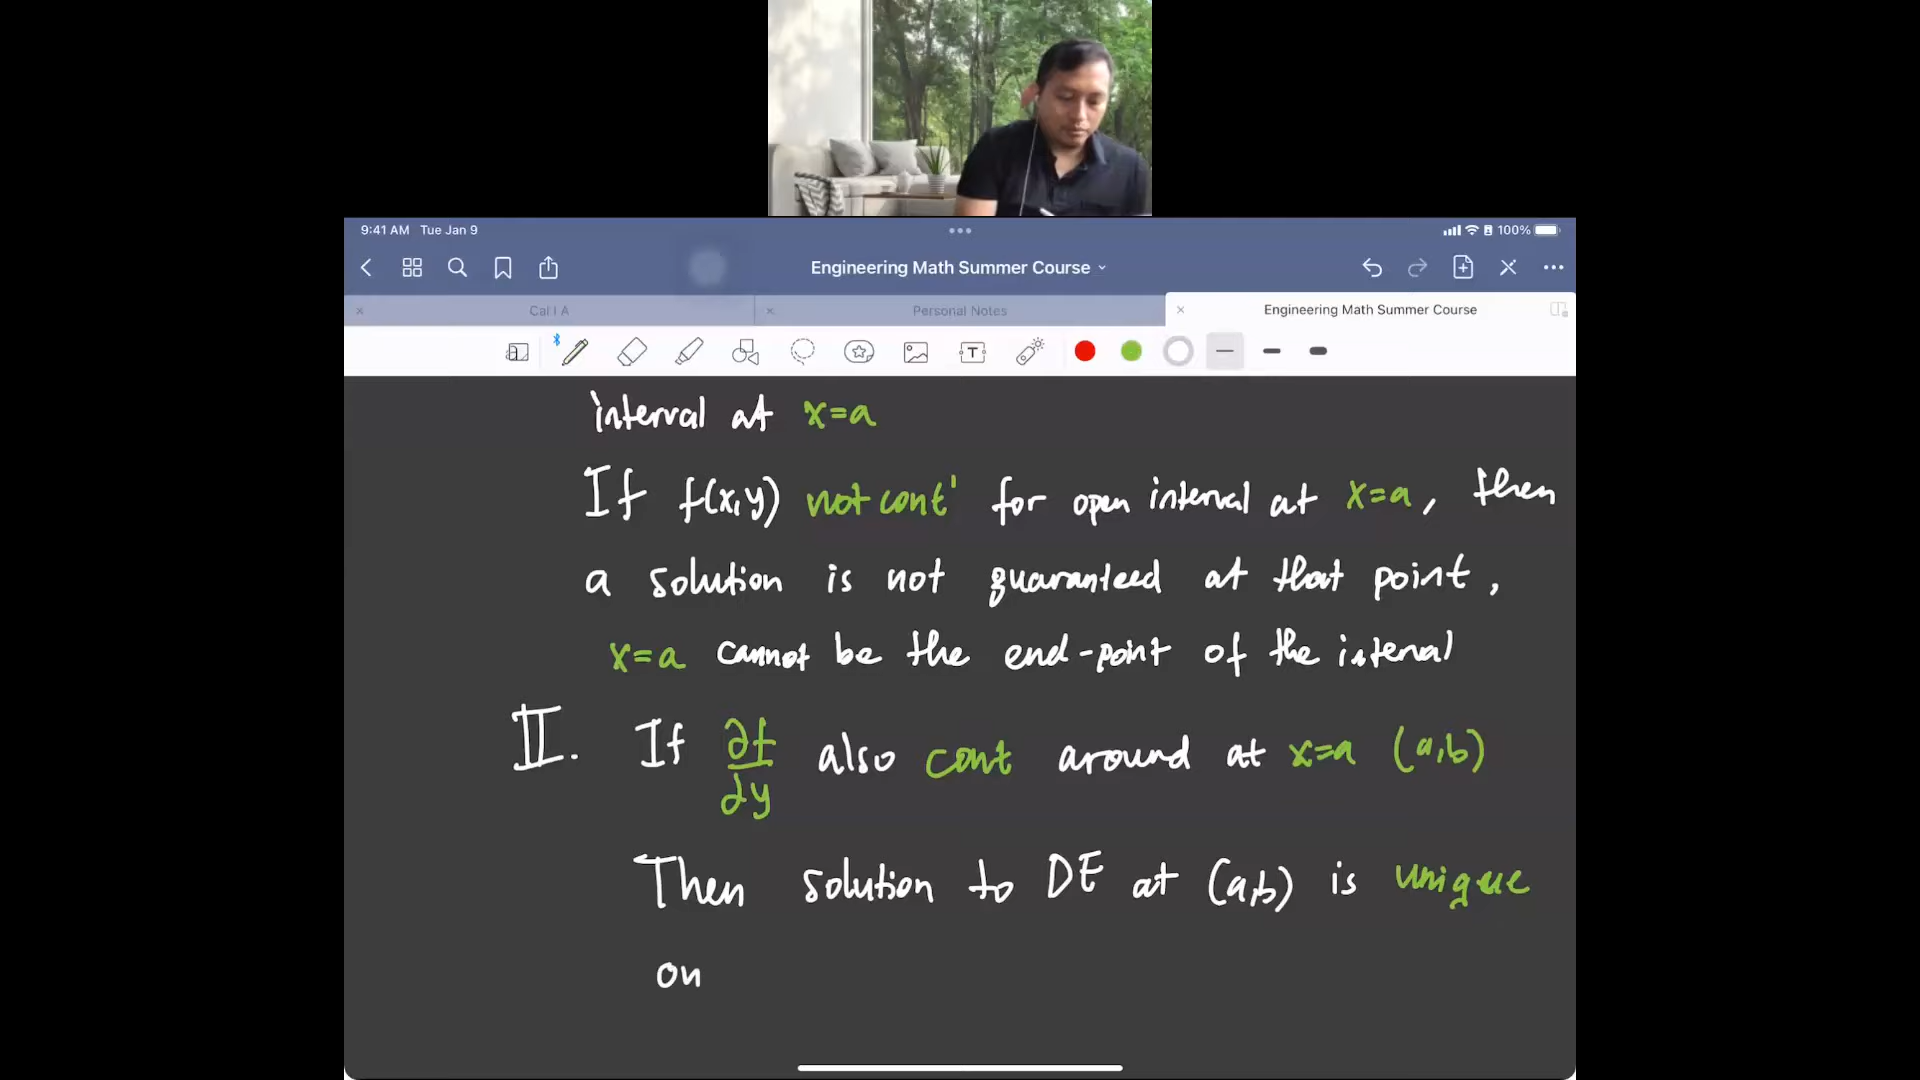 9:41 AM Tue Jan 9
100%
Engineering Math Summer Course
Cal I A
Personal Notes
Engineering Math Summer Course
interval at x=a
If f(x,y) not cont' for open interval at x=a, then
a solution is not guaranteed at that point,
x=a cannot be the end-point of the interval
II. If ∂f/∂y also cont around at x=a (a,b)
Then solution to DE at (a,b) is unique
on